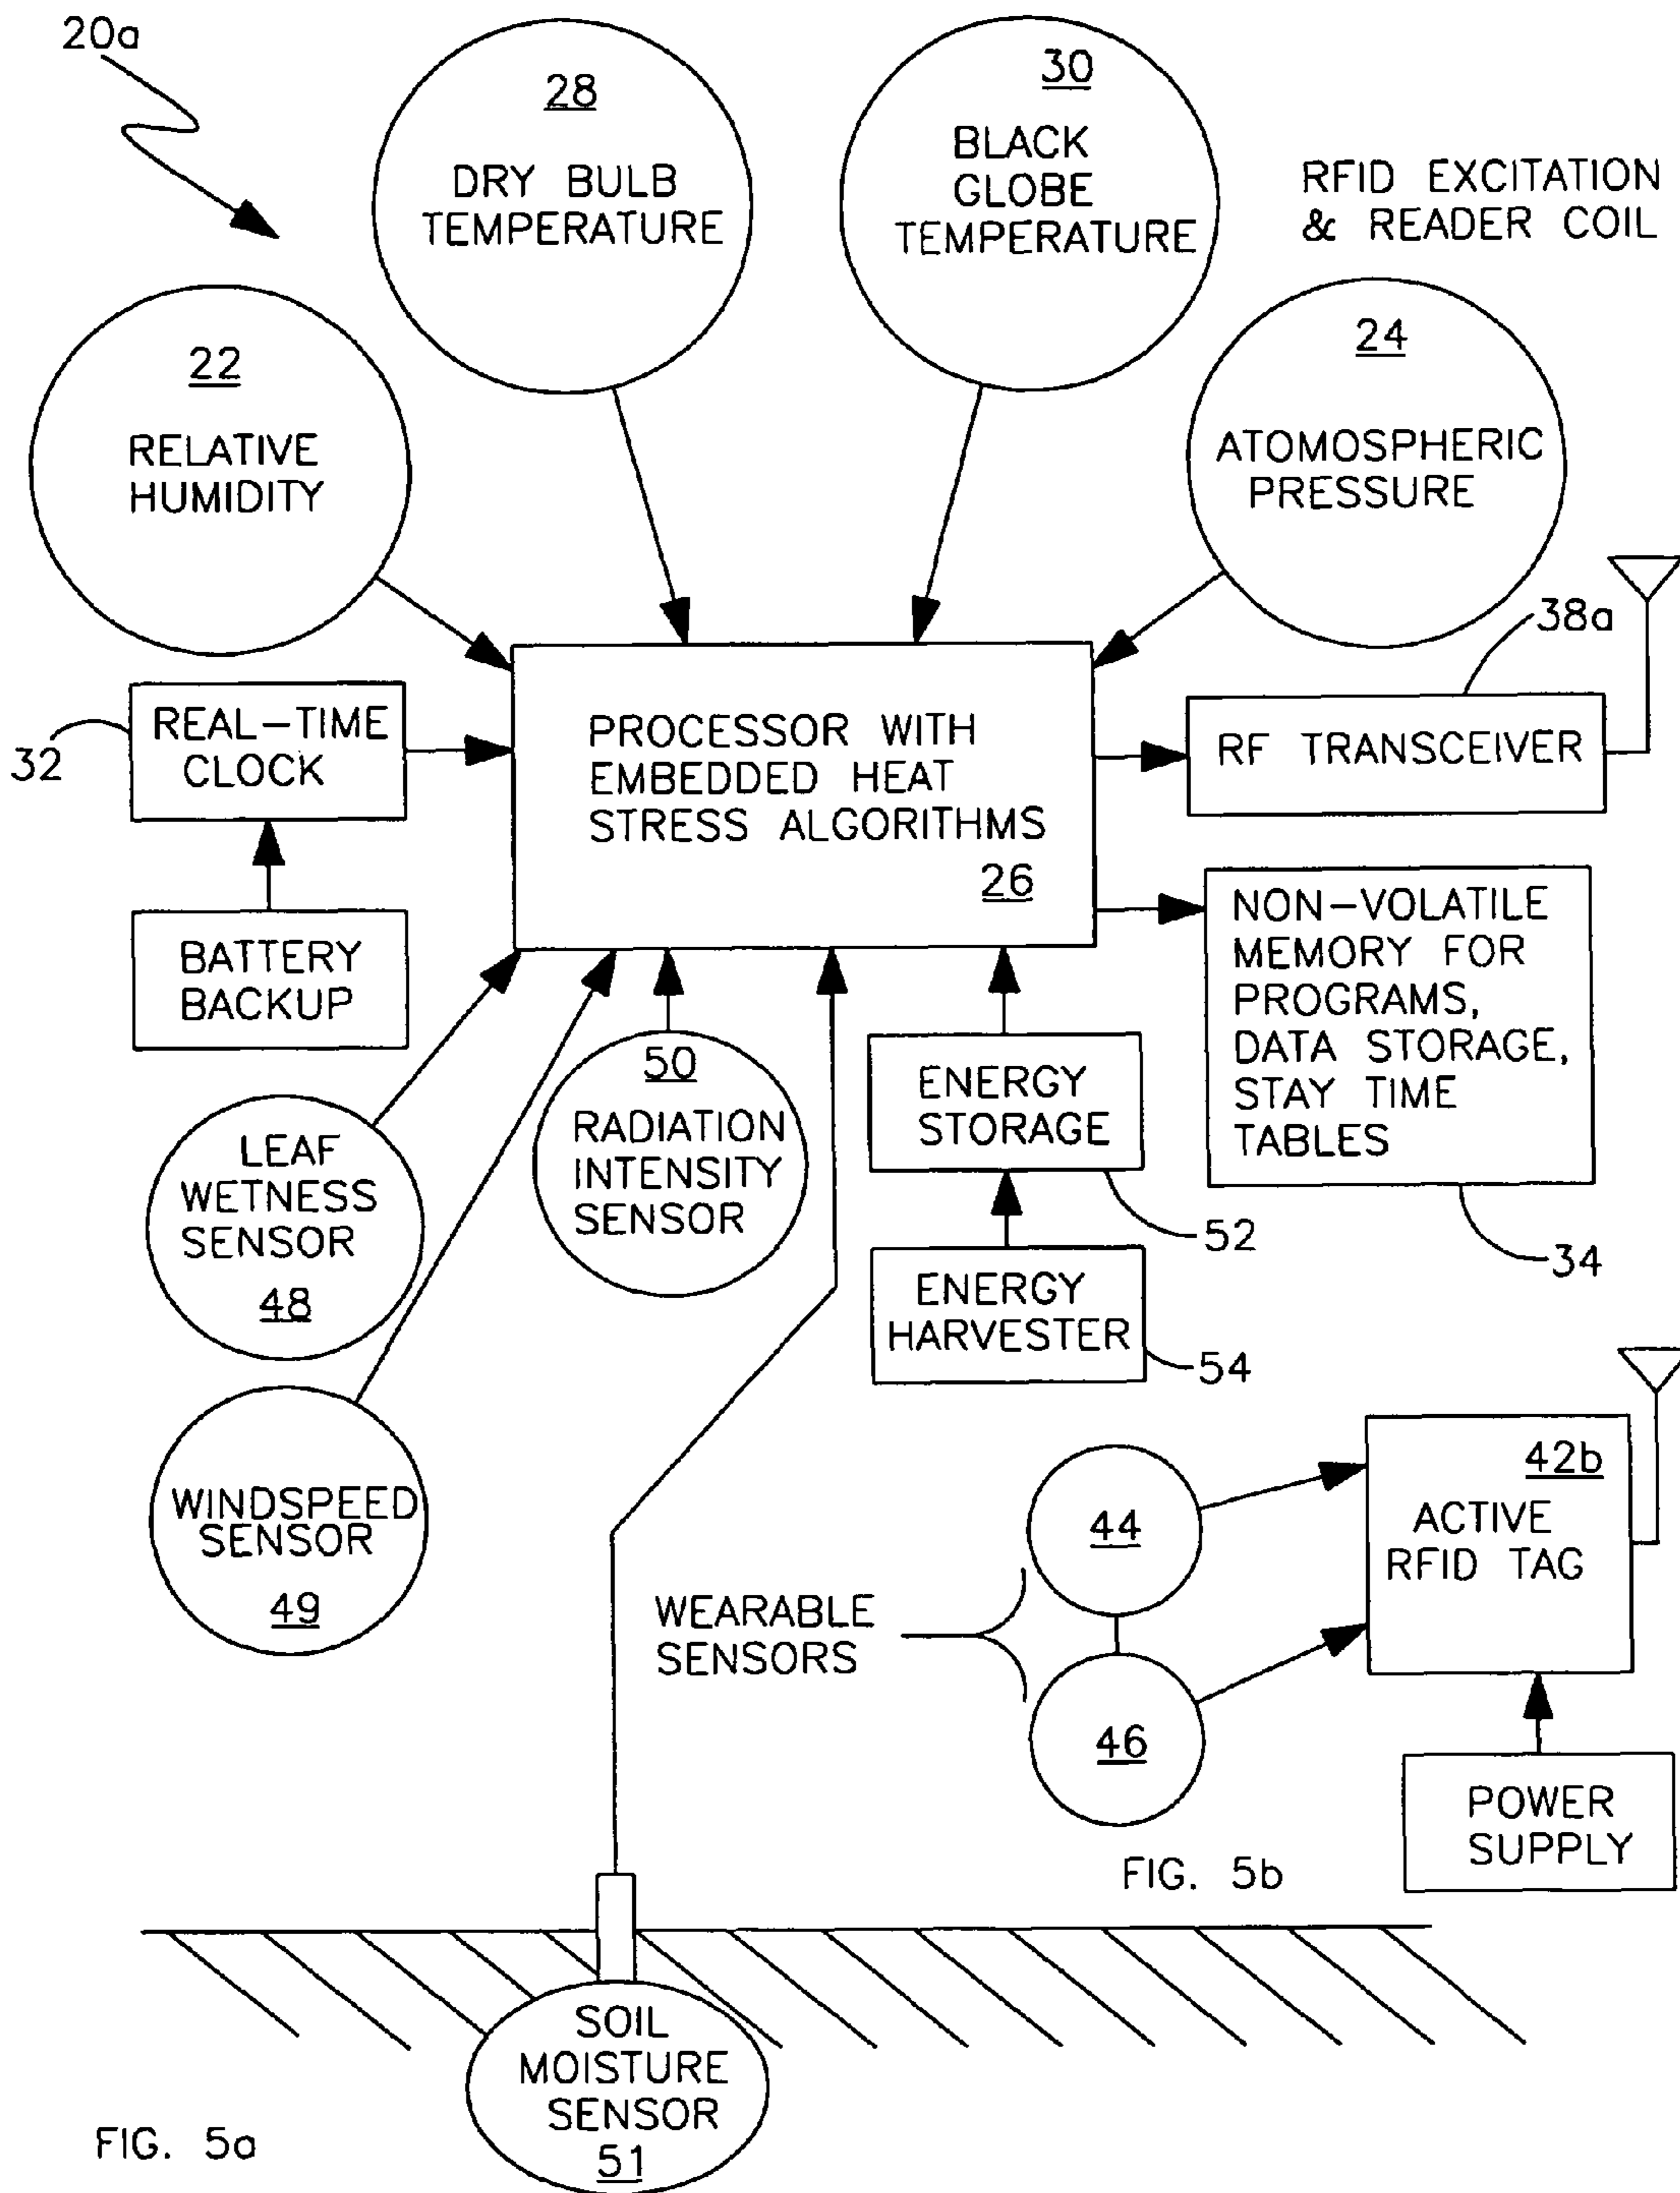 20a
28
DRY BULB
TEMPERATURE
30
BLACK
GLOBE
TEMPERATURE
RFID EXCITATION
& READER COIL
22
RELATIVE
HUMIDITY
24
ATOMOSPHERIC
PRESSURE
38a
32
REAL-TIME
CLOCK
PROCESSOR WITH
EMBEDDED HEAT
STRESS ALGORITHMS
26
RF TRANSCEIVER
BATTERY
BACKUP
NON-VOLATILE
MEMORY FOR
PROGRAMS,
DATA STORAGE,
STAY TIME
TABLES
34
50
RADIATION
INTENSITY
SENSOR
ENERGY
STORAGE
52
LEAF
WETNESS
SENSOR
48
ENERGY
HARVESTER
54
WINDSPEED
SENSOR
49
WEARABLE
SENSORS
44
46
42b
ACTIVE
RFID TAG
POWER
SUPPLY
FIG. 5b
SOIL
MOISTURE
SENSOR
51
FIG. 5a